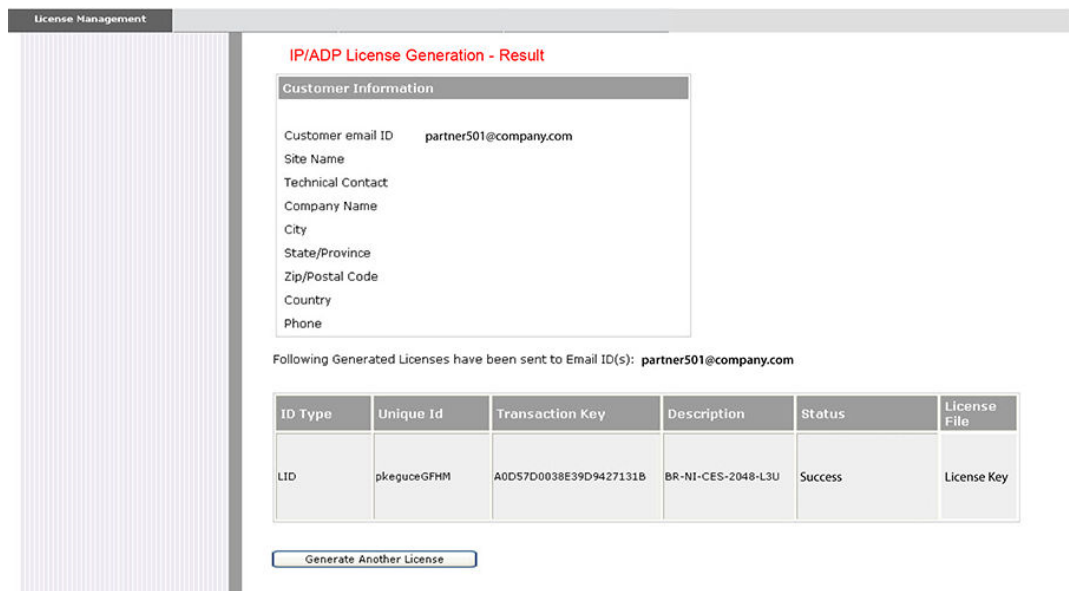 License Management
IP/ADP License Generation - Result
Customer Information
Customer email ID partner501@company.com
Site Name
Technical Contact
Company Name
City
State/Province
Zip/Postal Code
Country
Phone
Following Generated Licenses have been sent to Email ID(s): partner501@company.com
ID Type Unique Id Transaction Key Description Status License File
LID pkeguceGFHM A0D57D0038E39D9427131B BR-NI-CES-2048-L3U Success License Key
Generate Another License